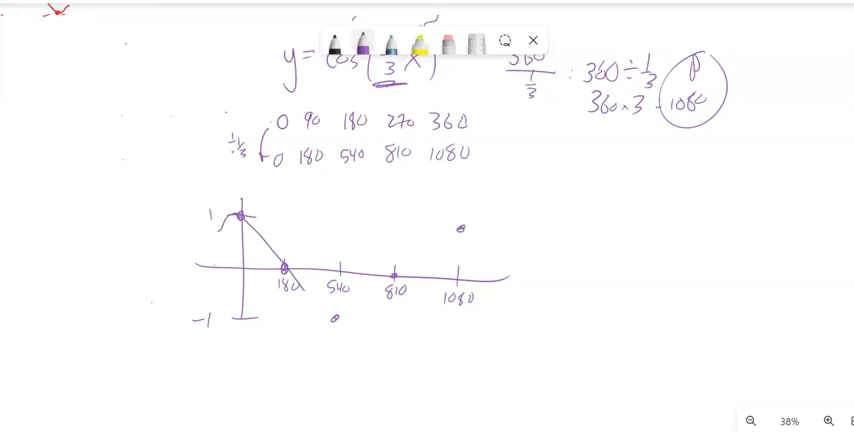 y = cos(1/3 x)
360 / 1/3 : 360 ÷ 1/3
P
360 x 3 - 1080
0 90 180 270 360
÷ 1/3
0 180 540 810 1080
1
180 540 810 1080
-1
38%